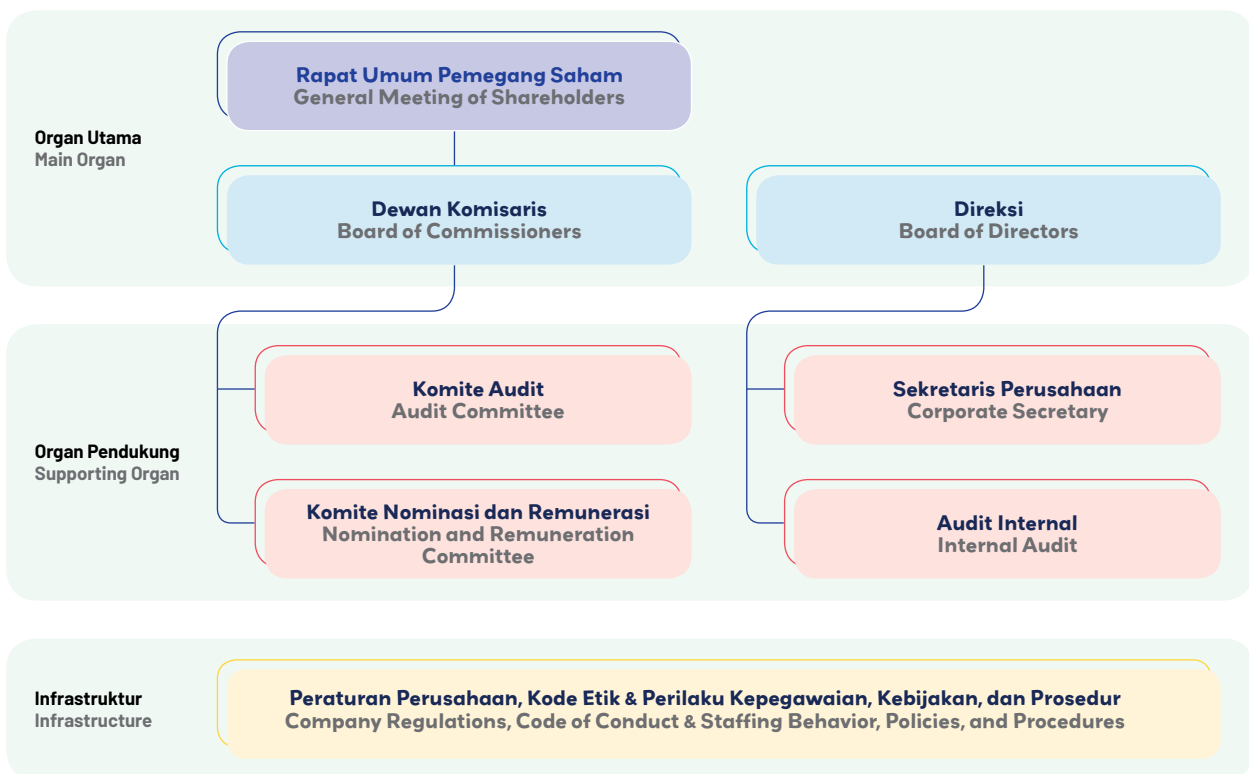 Organ Utama
Main Organ
Rapat Umum Pemegang Saham
General Meeting of Shareholders
Dewan Komisaris
Board of Commissioners
Direksi
Board of Directors
Organ Pendukung
Supporting Organ
Komite Audit
Audit Committee
Sekretaris Perusahaan
Corporate Secretary
Komite Nominasi dan Remunerasi
Nomination and Remuneration
Committee
Audit Internal
Internal Audit
Infrastruktur
Infrastructure
Peraturan Perusahaan, Kode Etik & Perilaku Kepegawaian, Kebijakan, dan Prosedur
Company Regulations, Code of Conduct & Staffing Behavior, Policies, and Procedures